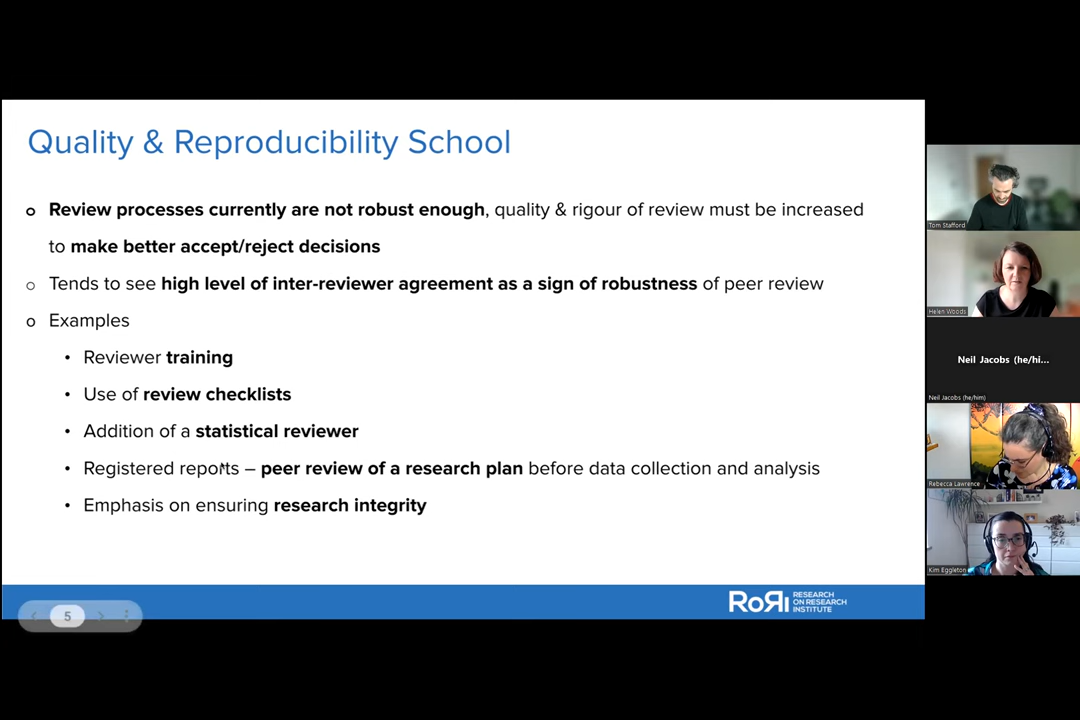 Quality & Reproducibility School
Review processes currently are not robust enough, quality & rigour of review must be increased
to make better accept/reject decisions
Tends to see high level of inter-reviewer agreement as a sign of robustness of peer review
Examples
Reviewer training
Use of review checklists
Addition of a statistical reviewer
Registered reports – peer review of a research plan before data collection and analysis
Emphasis on ensuring research integrity
RoRI RESEARCH
ON RESEARCH
INSTITUTE
5
Tom Stafford
Helen Woods
Neil Jacobs (he/hi...
Neil Jacobs (he/him)
Rebecca Lawrence
Kim Eggleton